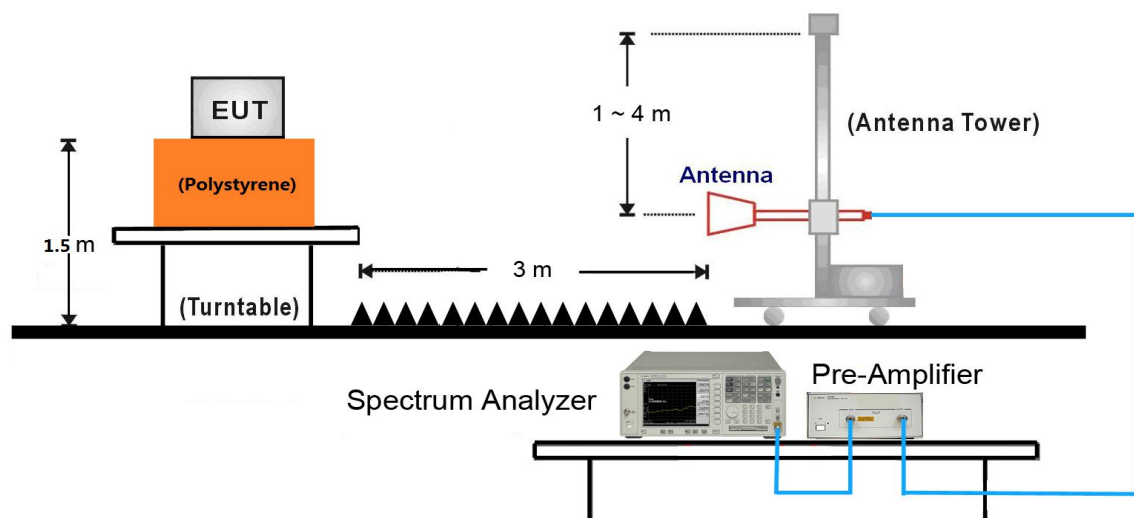 EUT
(Polystyrene)
1.5 m
(Turntable)
3 m
1 ~ 4 m
(Antenna Tower)
Antenna
Spectrum Analyzer
Pre-Amplifier